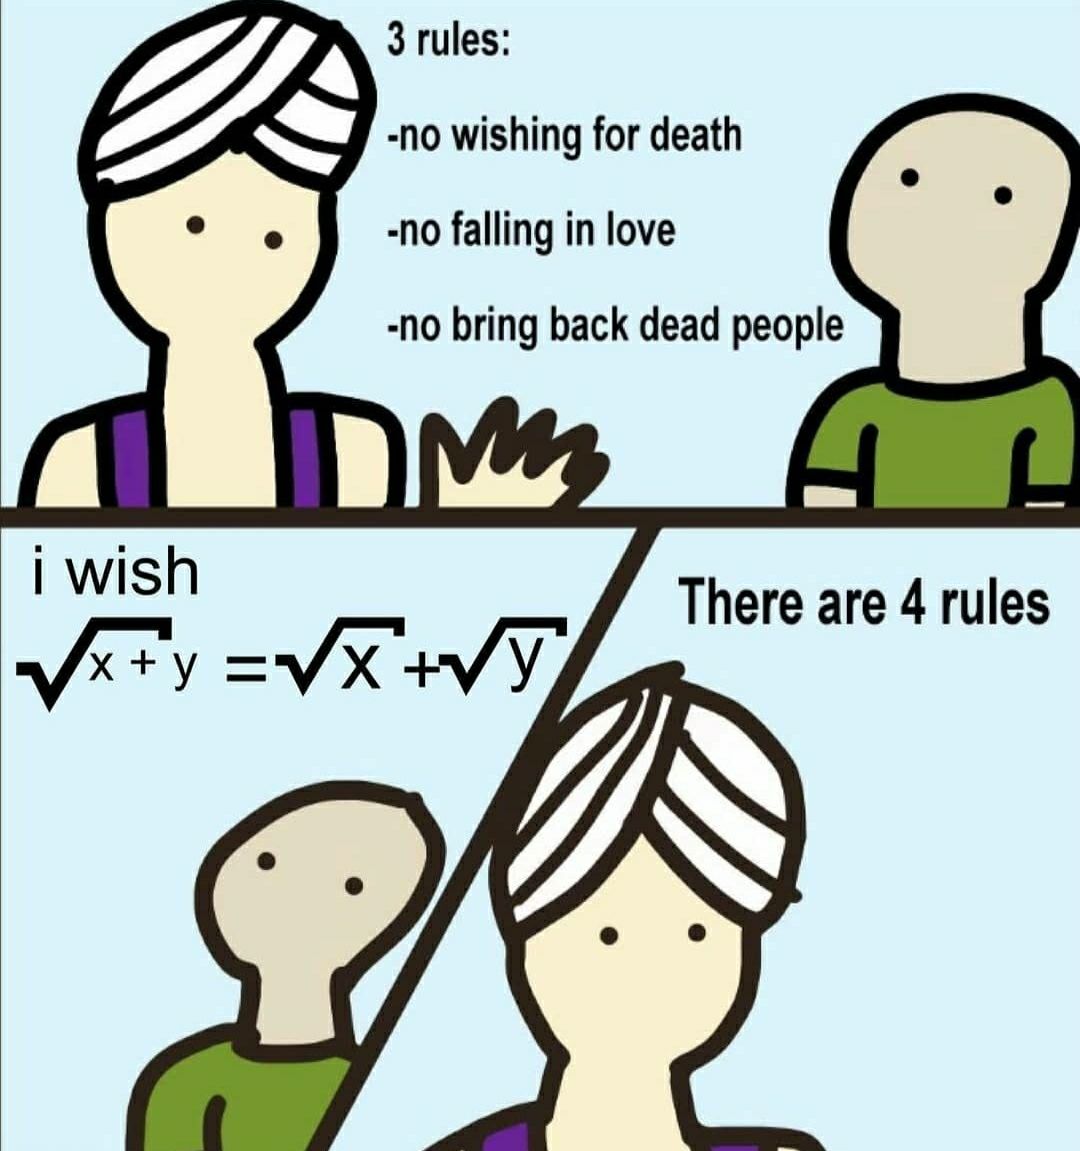 3 rules:
-no wishing for death
-no falling in love
-no bring back dead people
i wish
√x + y =√x +√y
There are 4 rules